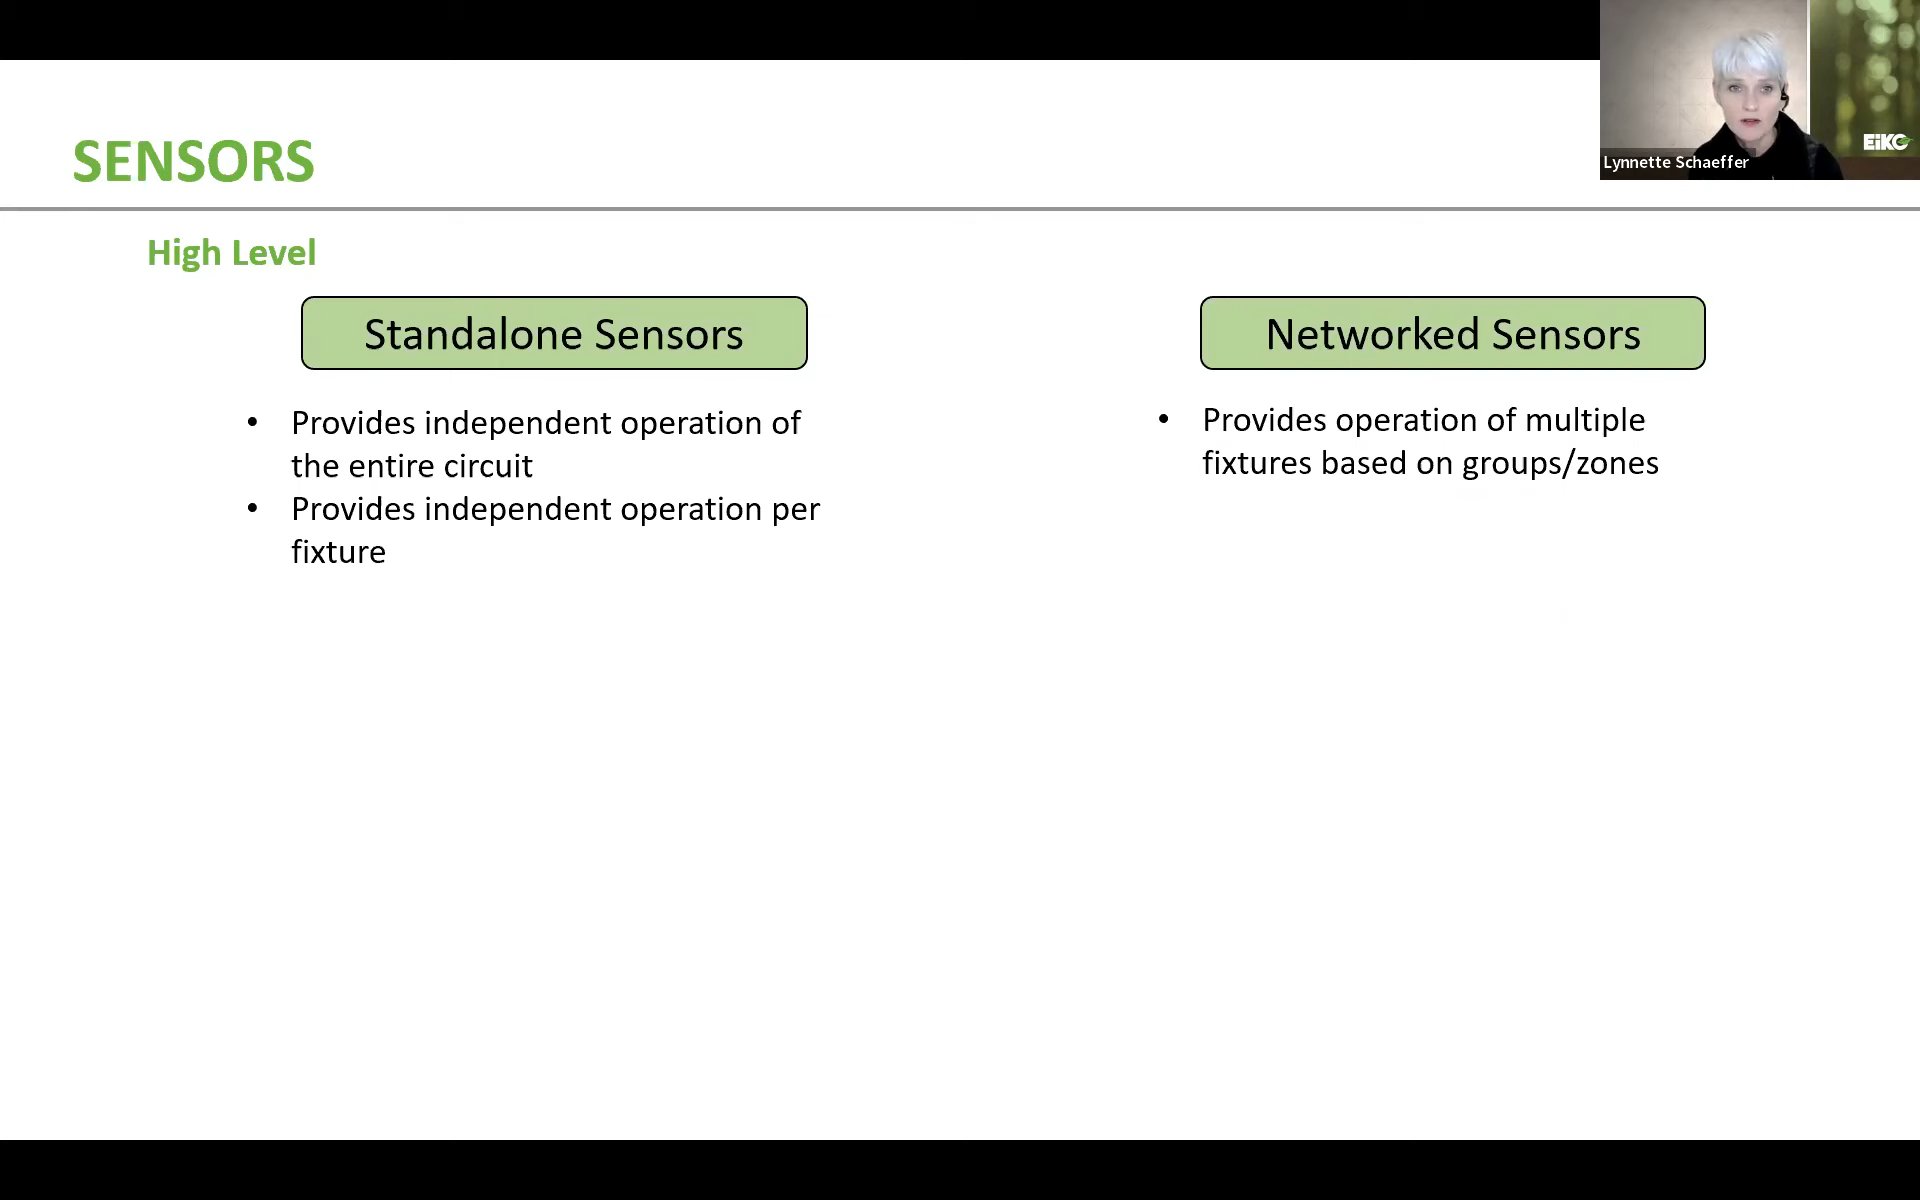 SENSORS
EiKO
Lynnette Schaeffer
High Level
Standalone Sensors
Networked Sensors
• Provides independent operation of
the entire circuit
• Provides independent operation per
fixture
• Provides operation of multiple
fixtures based on groups/zones